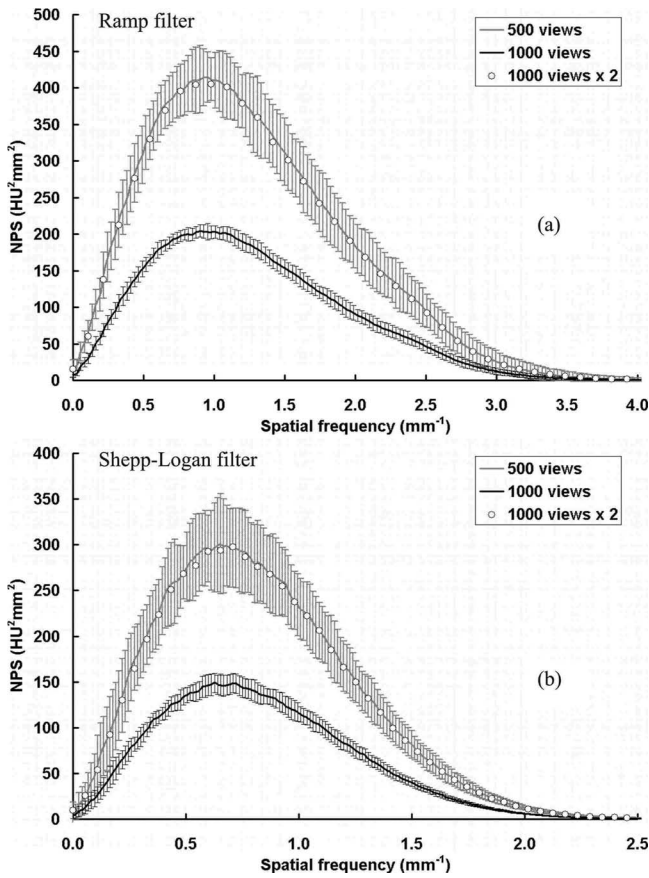 Ramp filter
500 views
1000 views
1000 views x 2
500
450
400
350
300
250
200
150
100
50
0
NPS (HU²mm²)
(a)
0.0 0.5 1.0 1.0 2.0 2.5 3.0 3.5 4.0
Spatial frequency (mm⁻¹)
Shepp-Logan filter
500 views
1000 views
1000 views x 2
400
350
300
250
200
150
100
50
0
NPS (HU²mm²)
(b)
0.0 0.5 1.0 1.5 2.0 2.5
Spatial frequency (mm⁻¹)